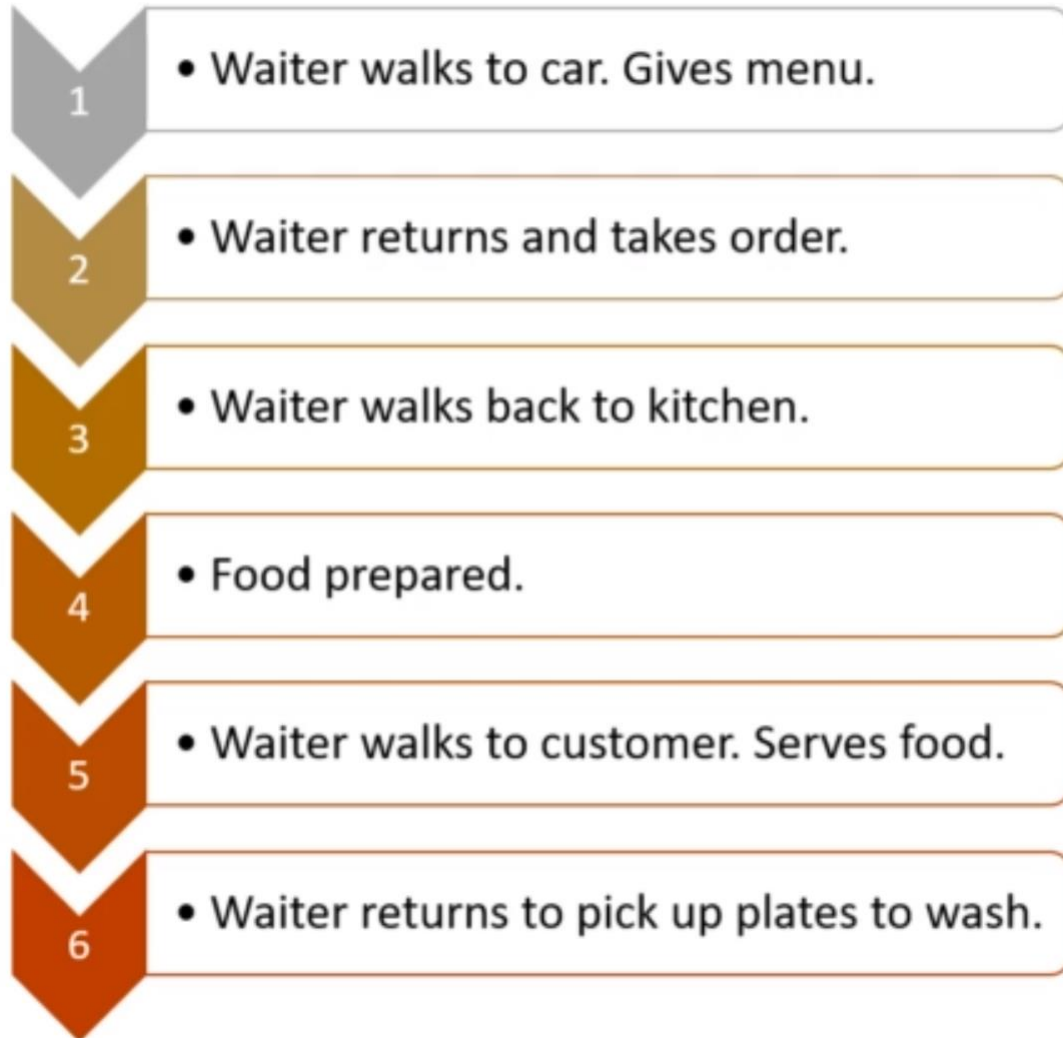 1
• Waiter walks to car. Gives menu.
2
• Waiter returns and takes order.
3
• Waiter walks back to kitchen.
4
• Food prepared.
5
• Waiter walks to customer. Serves food.
6
• Waiter returns to pick up plates to wash.